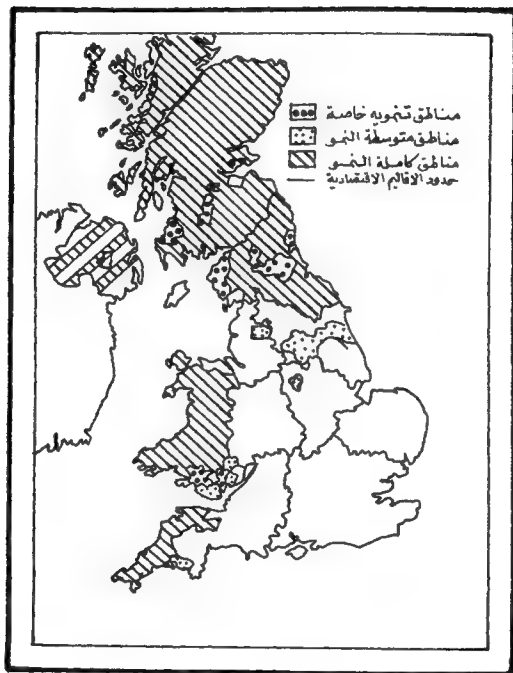 مناطق تنموية خاصة
مناطق متوسطة النمو
مناطق كاملة النمو
حدود الاقاليم الاقتصادية